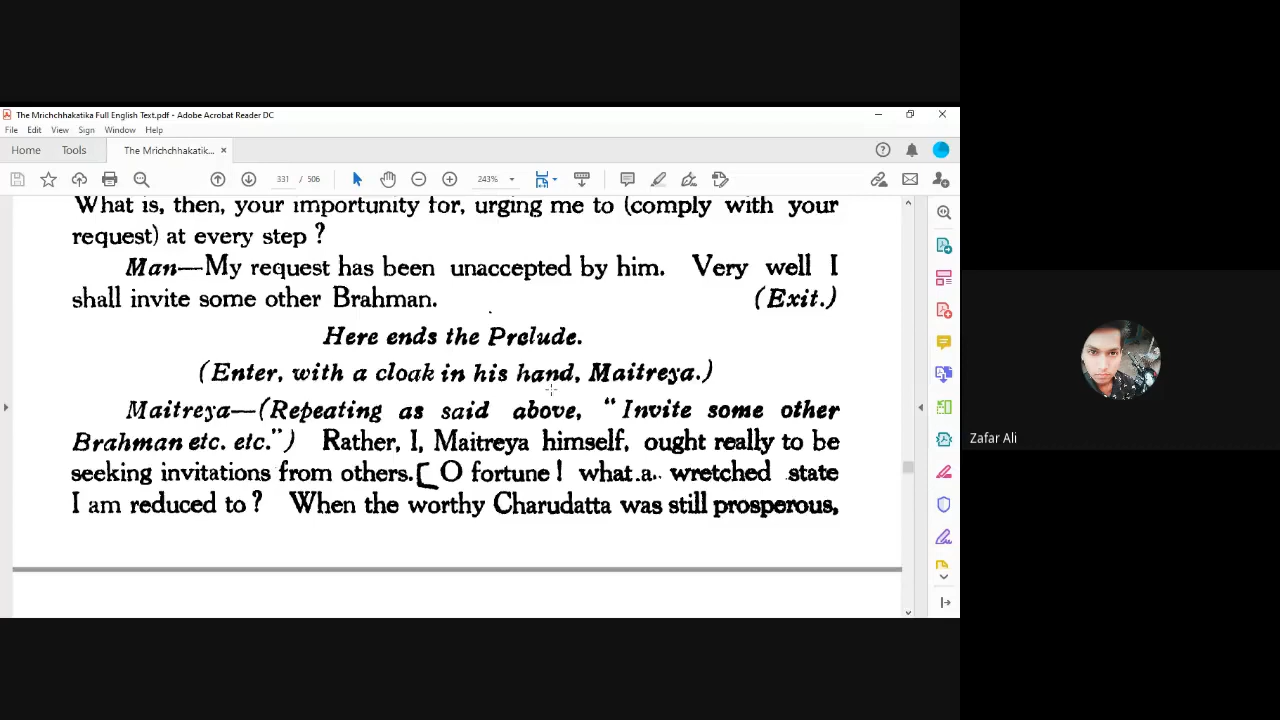 The Mrichchhakatika Full English Text.pdf - Adobe Acrobat Reader DC
File Edit View Sign Window Help
Home Tools The Mrichchhakatik... ×
331 / 506 243%
What is, then, your importunity for, urging me to (comply with your
request) at every step ?
Man—My request has been unaccepted by him. Very well I
shall invite some other Brahman. (Exit.)
Here ends the Prelude.
(Enter, with a cloak in his hand, Maitreya.)
Maitreya—(Repeating as said above, "Invite some other
Brahman etc. etc.") Rather, I, Maitreya himself, ought really to be
seeking invitations from others. [ O fortune ! what a wretched state
I am reduced to ? When the worthy Charudatta was still prosperous,
Zafar Ali